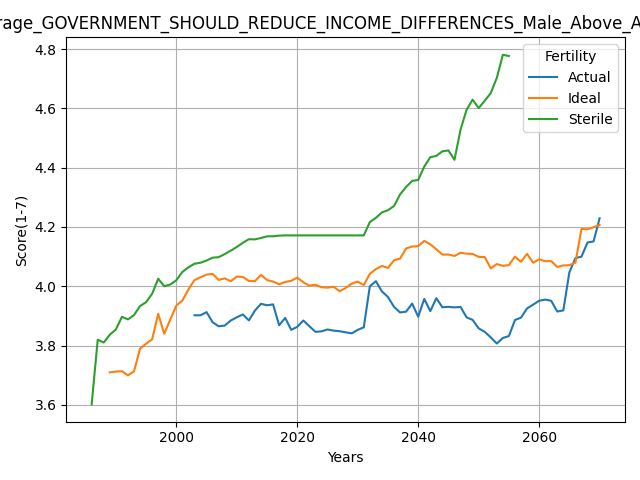 rage_GOVERNMENT_SHOULD_REDUCE_INCOME_DIFFERENCES_Male_Above_A
4.8
4.6
4.4
4.2
4.0
3.8
3.6
Score(1-7)
Fertility
Actual
Ideal
Sterile
2000
2020
2040
2060
Years